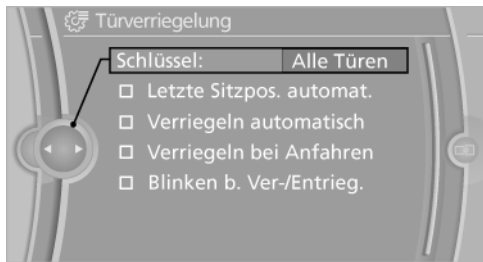 Türverriegelung
Schlüssel: Alle Türen
Letzte Sitzpos. automat.
Verriegeln automatisch
Verriegeln bei Anfahren
Blinken b. Ver-/Entrieg.